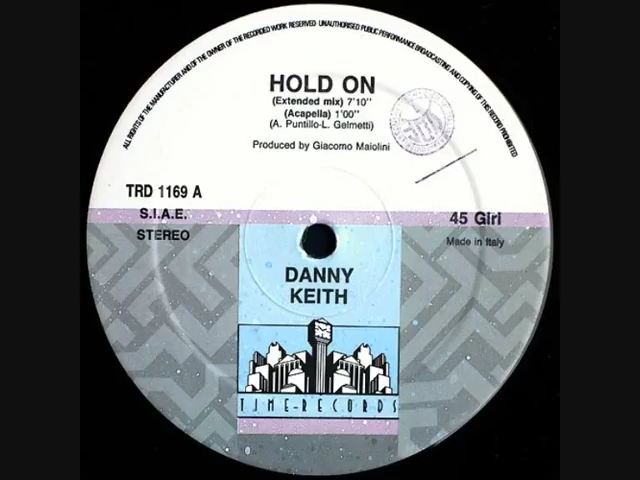 ALL RIGHTS OF THE MANUFACTURER AND OF THE OWNER OF THE RECORDED WORK RESERVED UNAUTHORISED PUBLIC PERFORMANCE BROADCASTING AND COPYING OF THIS RECORD PROHIBITED
HOLD ON
(Extended mix) 7'10"
(Acapella) 1'00"
(A. Puntillo-L. Gelmetti)
Produced by Giacomo Maiolini
TRD 1169 A
S.I.A.E.
STEREO
45 Giri
Made in Italy
DANNY
KEITH
TIME-RECORDS